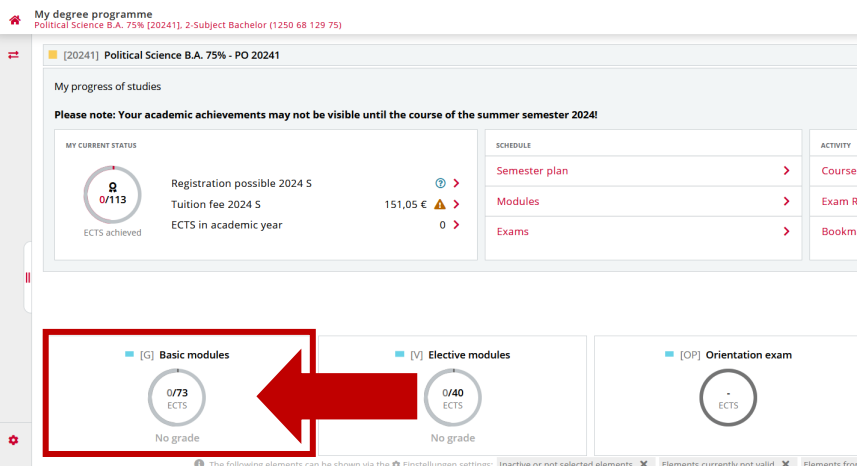 My degree programme
Political Science B.A. 75% [20241], 2-Subject Bachelor (1250 68 129 75)
[20241] Political Science B.A. 75% - PO 20241
My progress of studies
Please note: Your academic achievements may not be visible until the course of the summer semester 2024!
MY CURRENT STATUS
0/113
ECTS achieved
Registration possible 2024 S
Tuition fee 2024 S 151,05 €
ECTS in academic year 0
SCHEDULE
Semester plan
Modules
Exams
ACTIVITY
Course
Exam R
Bookm
[G] Basic modules
0/73
ECTS
No grade
[V] Elective modules
0/40
ECTS
No grade
[OP] Orientation exam
-
ECTS
The following elements can be shown via the Einstellungen settings: Inactive or not selected elements Elements currently not valid Elements from